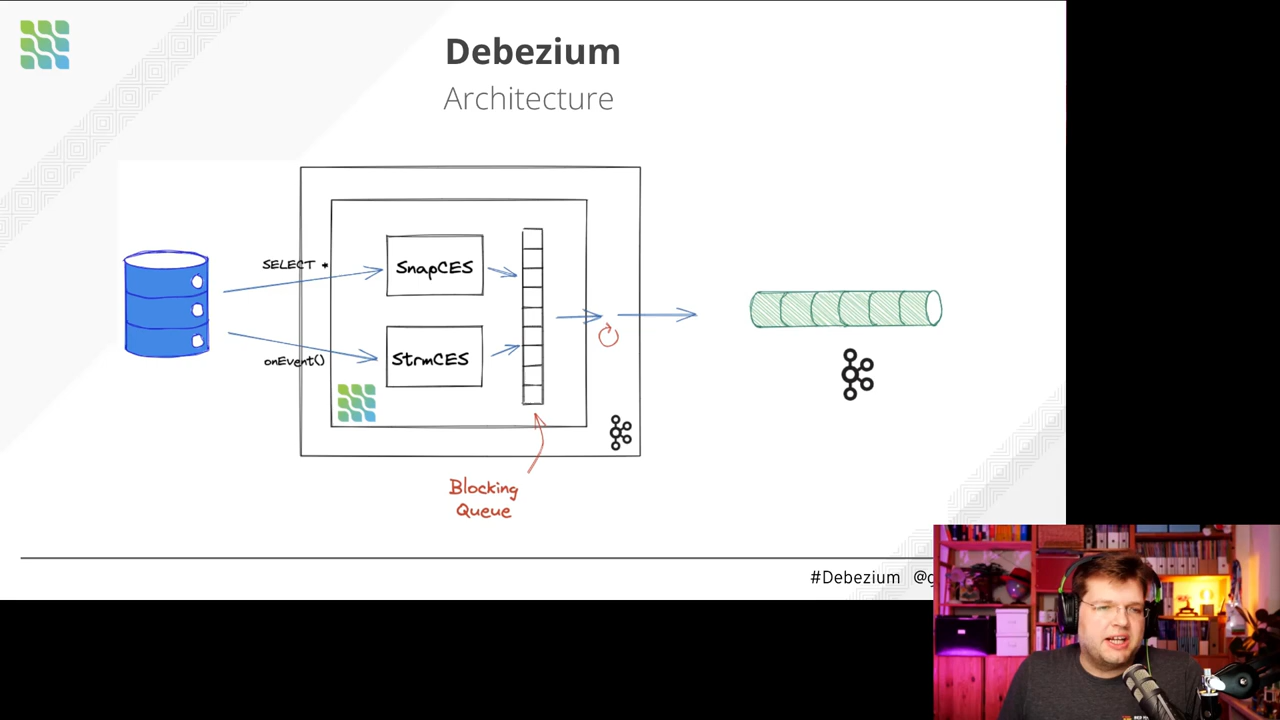 Debezium
Architecture
SELECT *
SnapCES
onEvent()
StrmCES
Blocking
Queue
#Debezium @g